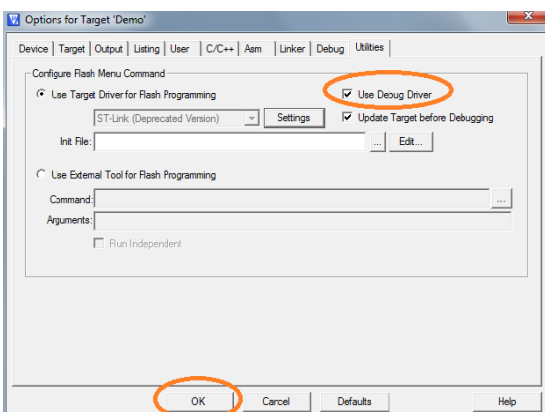 Options for Target 'Demo'
Device | Target | Output | Listing | User | C/C++ | Asm | Linker | Debug | Utilities
Configure Flash Menu Command
Use Target Driver for Flash Programming
Use Debug Driver
ST-Link (Deprecated Version)
Settings
Update Target before Debugging
Init File:
...
Edit...
Use External Tool for Flash Programming
Command:
...
Arguments:
Run Independent
OK
Cancel
Defaults
Help